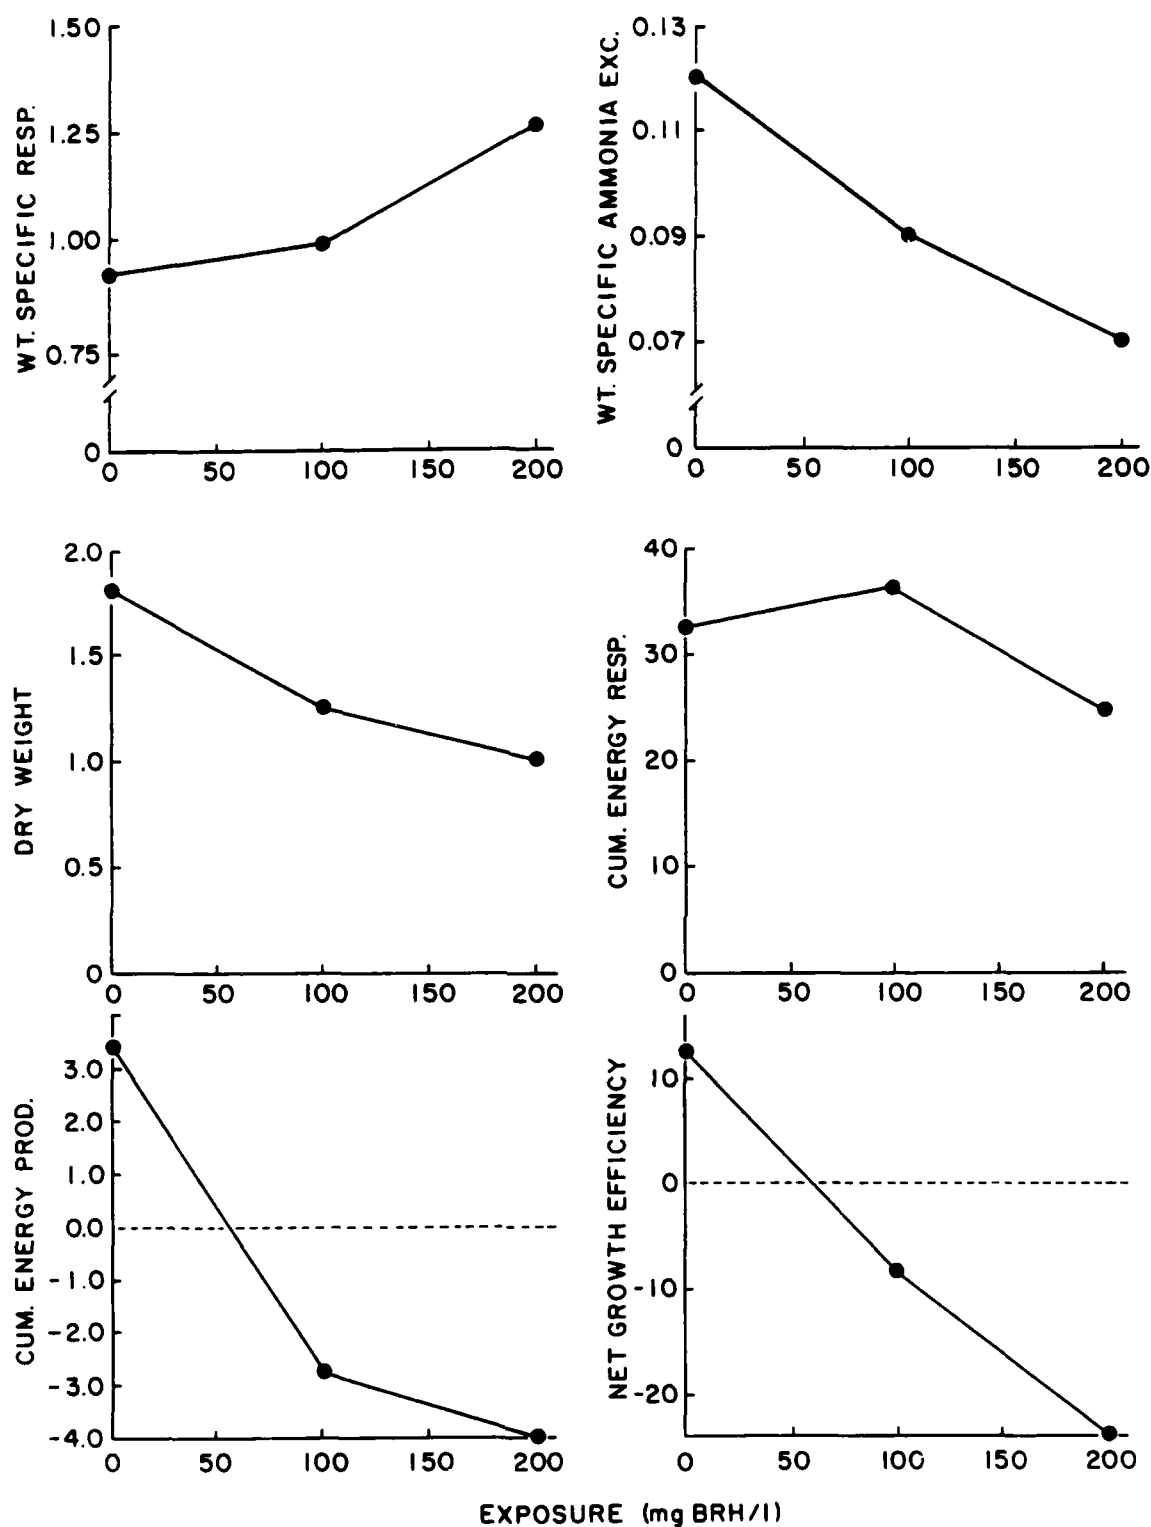 WT. SPECIFIC RESP.
1.50
1.25
1.00
0.75
0
0 50 100 150 200
WT. SPECIFIC AMMONIA EXC.
0.13
0.11
0.09
0.07
0
0 50 100 150 200
DRY WEIGHT
2.0
1.5
1.0
0.5
0
0 50 100 150 200
CUM. ENERGY RESP.
40
30
20
10
0
0 50 100 150 200
CUM. ENERGY PROD.
3.0
2.0
1.0
0.0
-1.0
-2.0
-3.0
-4.0
0 50 100 150 200
NET GROWTH EFFICIENCY
10
0
-10
-20
0 50 100 150 200
EXPOSURE (mg BRH/l)